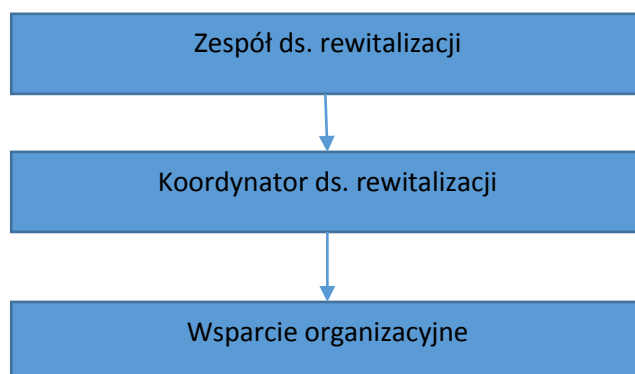 Zespół ds. rewitalizacji
Koordynator ds. rewitalizacji
Wsparcie organizacyjne